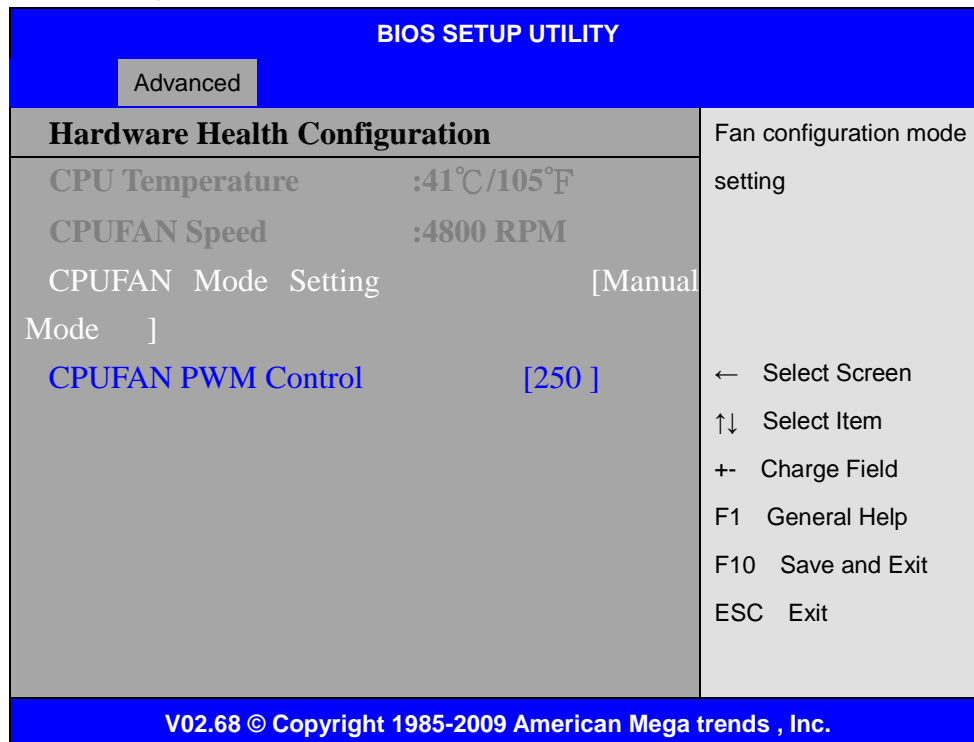 BIOS SETUP UTILITY
Advanced
Hardware Health Configuration
CPU Temperature :41℃/105℉
CPUFAN Speed :4800 RPM
CPUFAN Mode Setting [Manual
Mode ]
CPUFAN PWM Control [250 ]
Fan configuration mode
setting
← Select Screen
↑↓ Select Item
+- Charge Field
F1 General Help
F10 Save and Exit
ESC Exit
V02.68 © Copyright 1985-2009 American Mega trends , Inc.